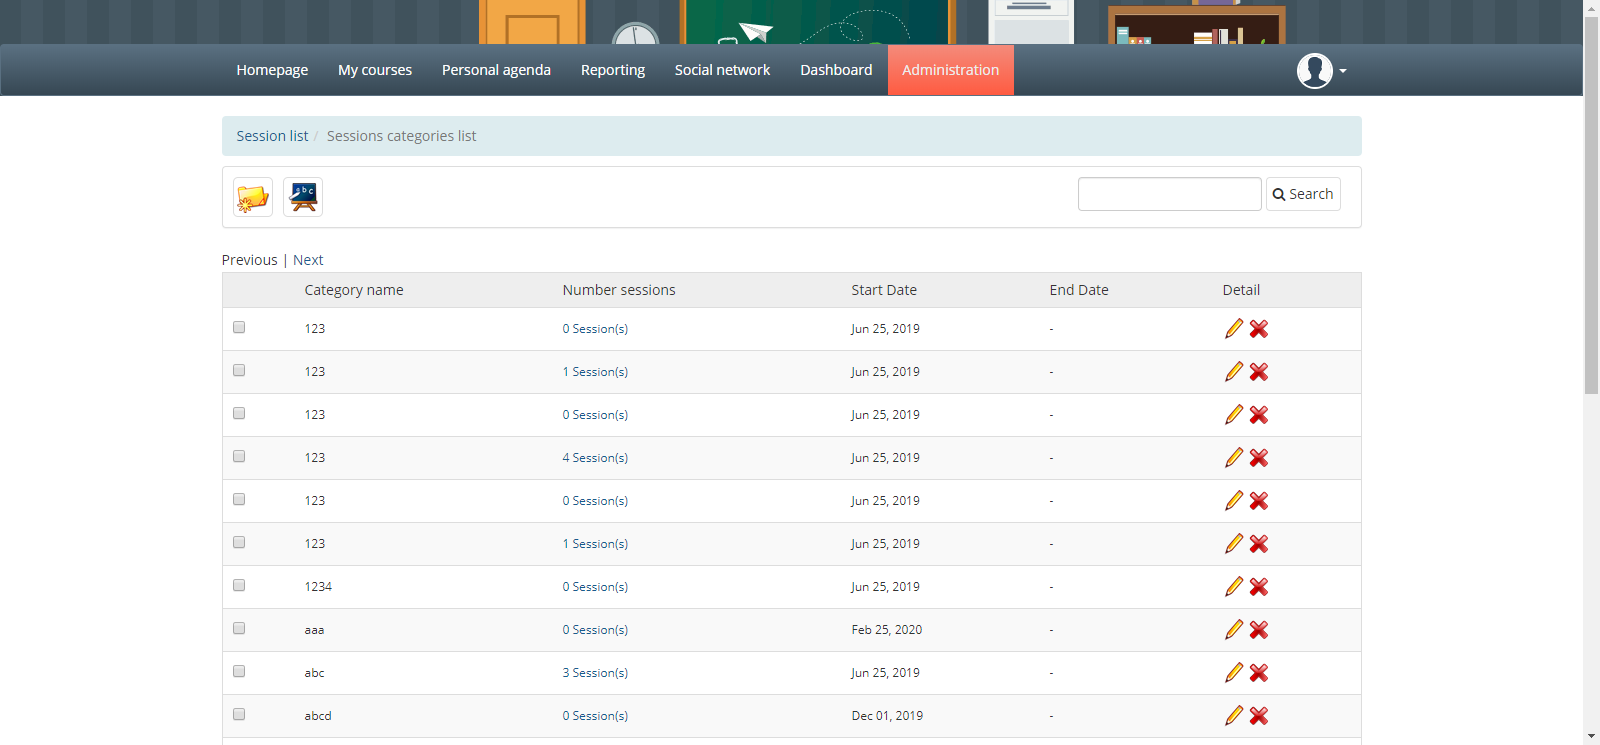 Homepage My courses Personal agenda Reporting Social network Dashboard Administration
Session list / Sessions categories list
abc
Search
Previous | Next
Category name Number sessions Start Date End Date Detail
123 0 Session(s) Jun 25, 2019 -
123 1 Session(s) Jun 25, 2019 -
123 0 Session(s) Jun 25, 2019 -
123 4 Session(s) Jun 25, 2019 -
123 0 Session(s) Jun 25, 2019 -
123 1 Session(s) Jun 25, 2019 -
1234 0 Session(s) Jun 25, 2019 -
aaa 0 Session(s) Feb 25, 2020 -
abc 3 Session(s) Jun 25, 2019 -
abcd 0 Session(s) Dec 01, 2019 -